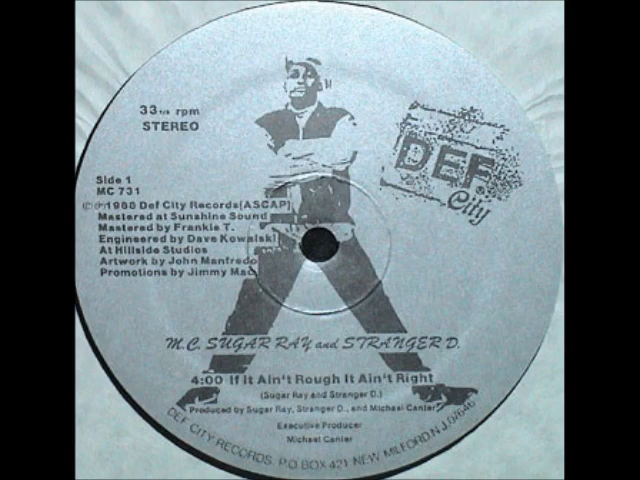 33 1/3 rpm
STEREO
DEF
City
Side 1
MC 731
©℗1988 Def City Records[ASCAP]
Mastered at Sunshine Sound
Mastered by Frankie T.
Engineered by Dave Kowalski
At Hillside Studios
Artwork by John Manfredo
Promotions by Jimmy Mac
M.C. SUGAR RAY and STRANGER D.
4:00 If It Ain't Rough It Ain't Right
(Sugar Ray and Stranger D.)
Produced by Sugar Ray, Stranger D., and Michael Canter
Executive Producer
Michael Canter
DEF CITY RECORDS. P.O. BOX 421 NEW MILFORD N.J. 07646